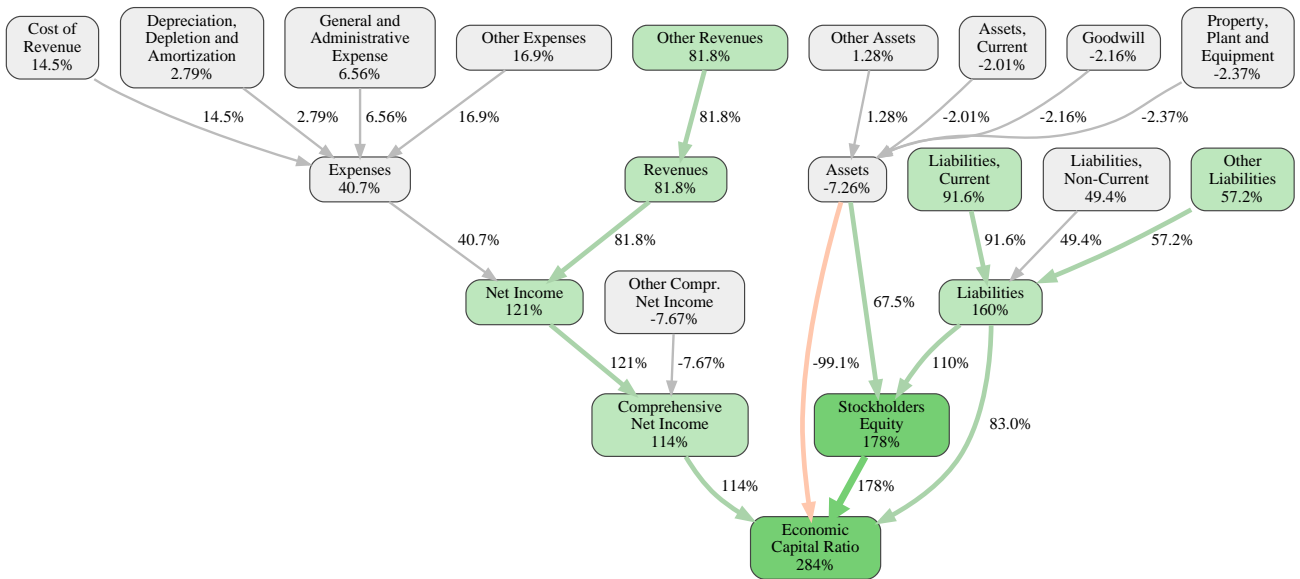 Cost of
Revenue
14.5%
Depreciation,
Depletion and
Amortization
2.79%
General and
Administrative
Expense
6.56%
Other Expenses
16.9%
Other Revenues
81.8%
Other Assets
1.28%
Assets,
Current
-2.01%
Goodwill
-2.16%
Property,
Plant and
Equipment
-2.37%
14.5%
2.79%
6.56%
16.9%
81.8%
1.28%
-2.01%
-2.16%
-2.37%
Expenses
40.7%
Revenues
81.8%
Assets
-7.26%
Liabilities,
Current
91.6%
Liabilities,
Non-Current
49.4%
Other
Liabilities
57.2%
40.7%
81.8%
91.6%
49.4%
57.2%
Net Income
121%
Other Compr.
Net Income
-7.67%
67.5%
Liabilities
160%
121%
-7.67%
-99.1%
110%
Comprehensive
Net Income
114%
Stockholders
Equity
178%
83.0%
114%
178%
Economic
Capital Ratio
284%